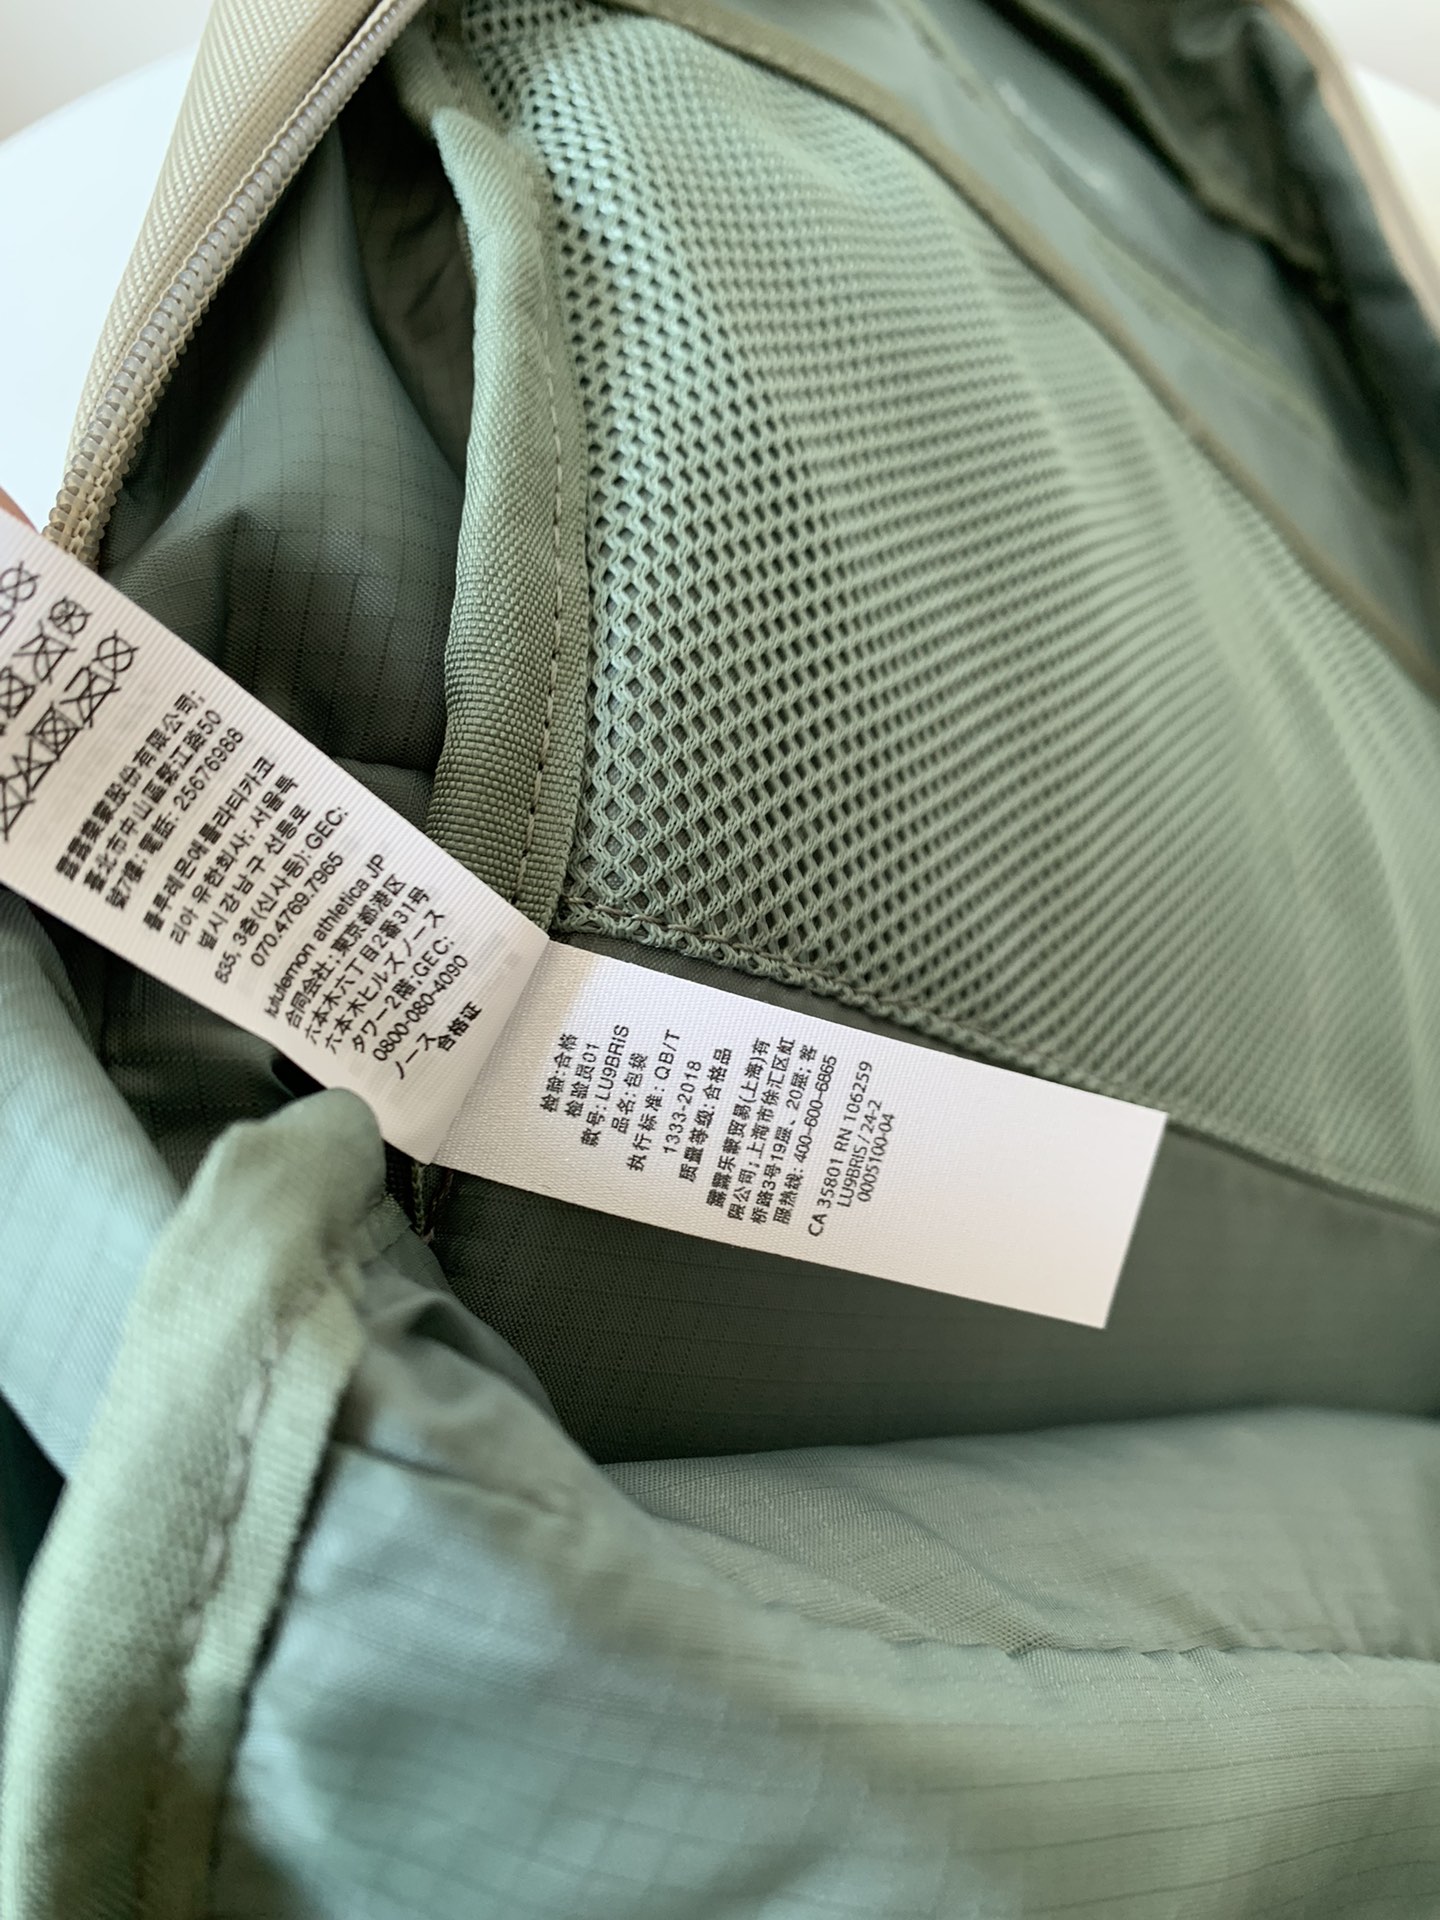 露露樂蒙股份有限公司;
臺北市中山區敬江路50
號7樓; 電話: 25676988
룰루레몬애틀라티카코
리아 유한회사; 서울특
별시 강남구 선릉로
835, 3층(신사동); GEC:
070.4769.7965
lululemon athletica JP
合同会社; 東京都港区
六本木六丁目2番31号
六本木ヒルズ ノース
タワー2階; GEC:
0800-080-4090
ノース
合格证
检验:合格
检验员01
款号: LU9BRIS
品名: 包袋
执行标准: QB/T
1333-2018
质量等级: 合格品
露露乐蒙贸易(上海)有
限公司; 上海市徐汇区虹
桥路3号19层、20层; 客
服热线: 400-600-6865
CA 35801 RN 106259
LU9BRIS / 24-2
0005100-04